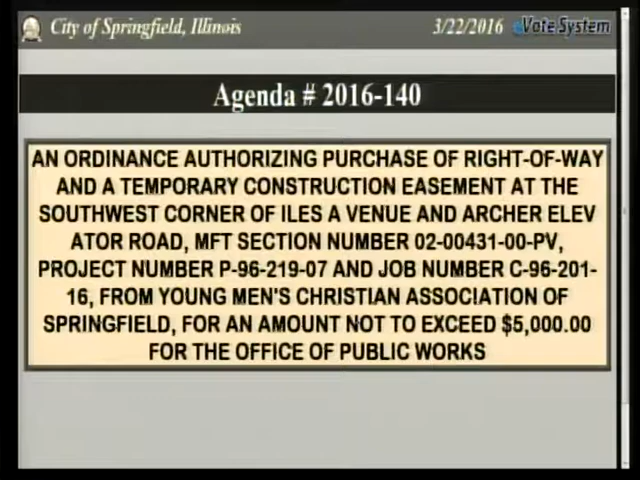 City of Springfield, Illinois 3/22/2016 eVote System
Agenda # 2016-140
AN ORDINANCE AUTHORIZING PURCHASE OF RIGHT-OF-WAY
AND A TEMPORARY CONSTRUCTION EASEMENT AT THE
SOUTHWEST CORNER OF ILES A VENUE AND ARCHER ELEV
ATOR ROAD, MFT SECTION NUMBER 02-00431-00-PV,
PROJECT NUMBER P-96-219-07 AND JOB NUMBER C-96-201-
16, FROM YOUNG MEN'S CHRISTIAN ASSOCIATION OF
SPRINGFIELD, FOR AN AMOUNT NOT TO EXCEED $5,000.00
FOR THE OFFICE OF PUBLIC WORKS